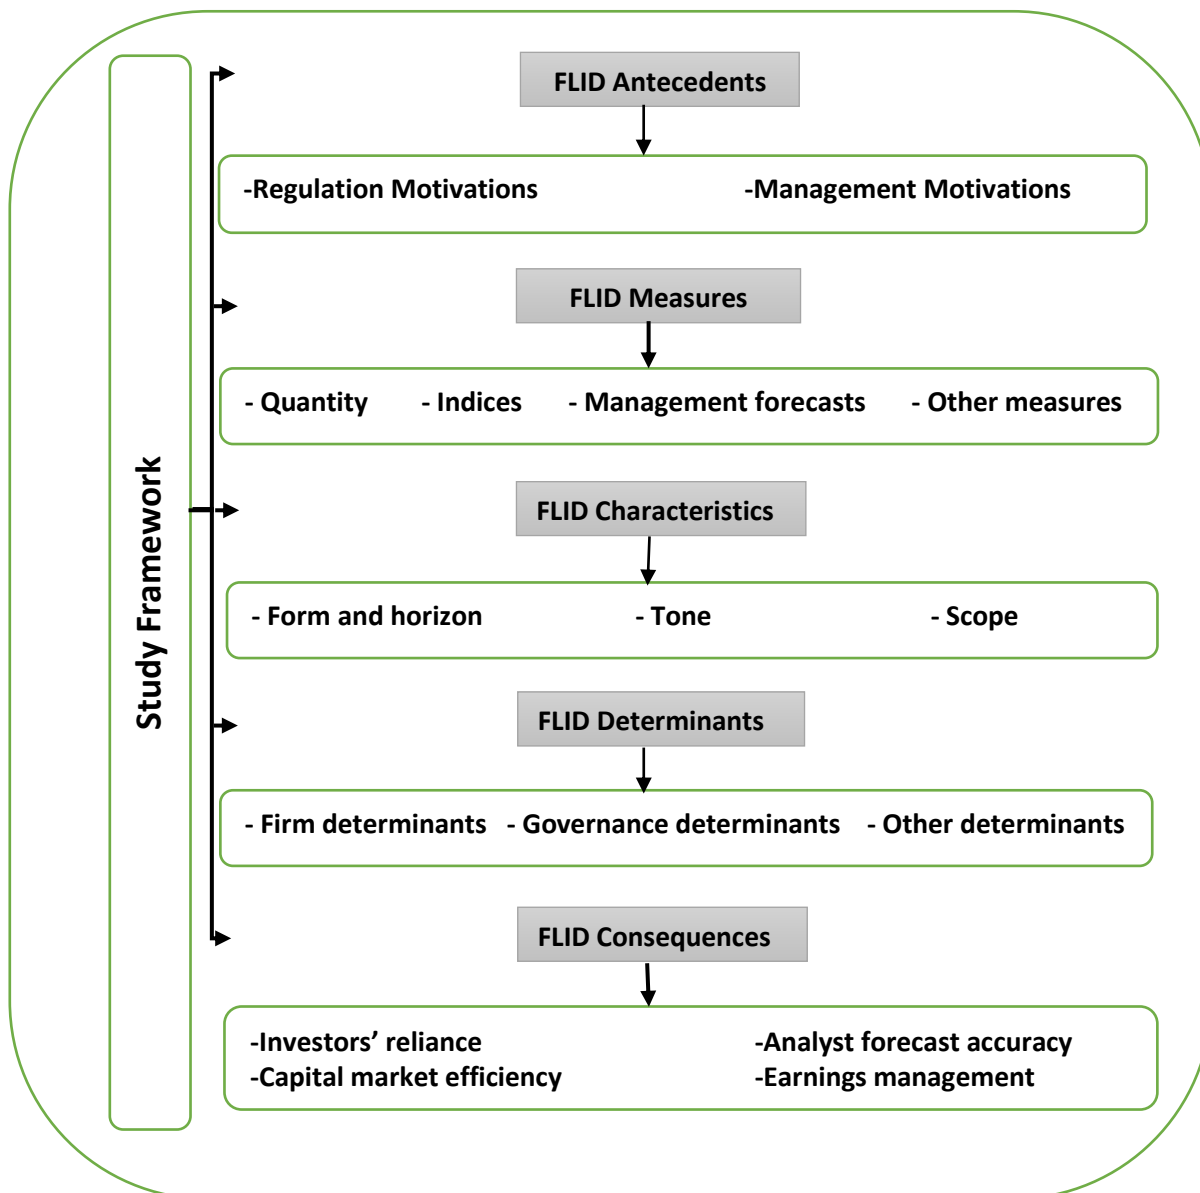 Study Framework
FLID Antecedents
-Regulation Motivations -Management Motivations
FLID Measures
- Quantity - Indices - Management forecasts - Other measures
FLID Characteristics
- Form and horizon - Tone - Scope
FLID Determinants
- Firm determinants - Governance determinants - Other determinants
FLID Consequences
-Investors’ reliance -Analyst forecast accuracy
-Capital market efficiency -Earnings management